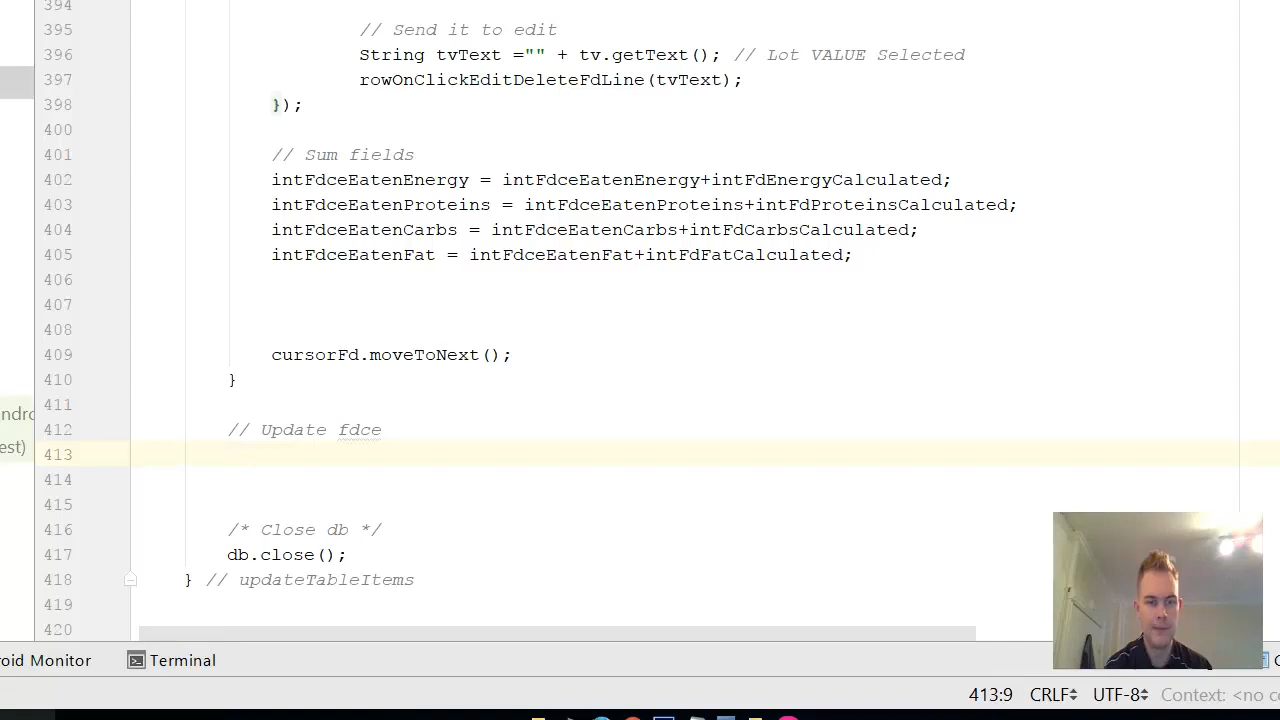 394
395 // Send it to edit
396 String tvText ="" + tv.getText(); // Lot VALUE Selected
397 rowOnClickEditDeleteFdLine(tvText);
398 });
400
401 // Sum fields
402 intFdceEatenEnergy = intFdceEatenEnergy+intFdEnergyCalculated;
403 intFdceEatenProteins = intFdceEatenProteins+intFdProteinsCalculated;
404 intFdceEatenCarbs = intFdceEatenCarbs+intFdCarbsCalculated;
405 intFdceEatenFat = intFdceEatenFat+intFdFatCalculated;
406
407
408
409 cursorFd.moveToNext();
410 }
411
ndro
412 // Update fdce
est)
413
414
415
416 /* Close db */
417 db.close();
418 } // updateTableItems
419
420
oid Monitor Terminal
413:9 CRLF UTF-8 Context: <no c